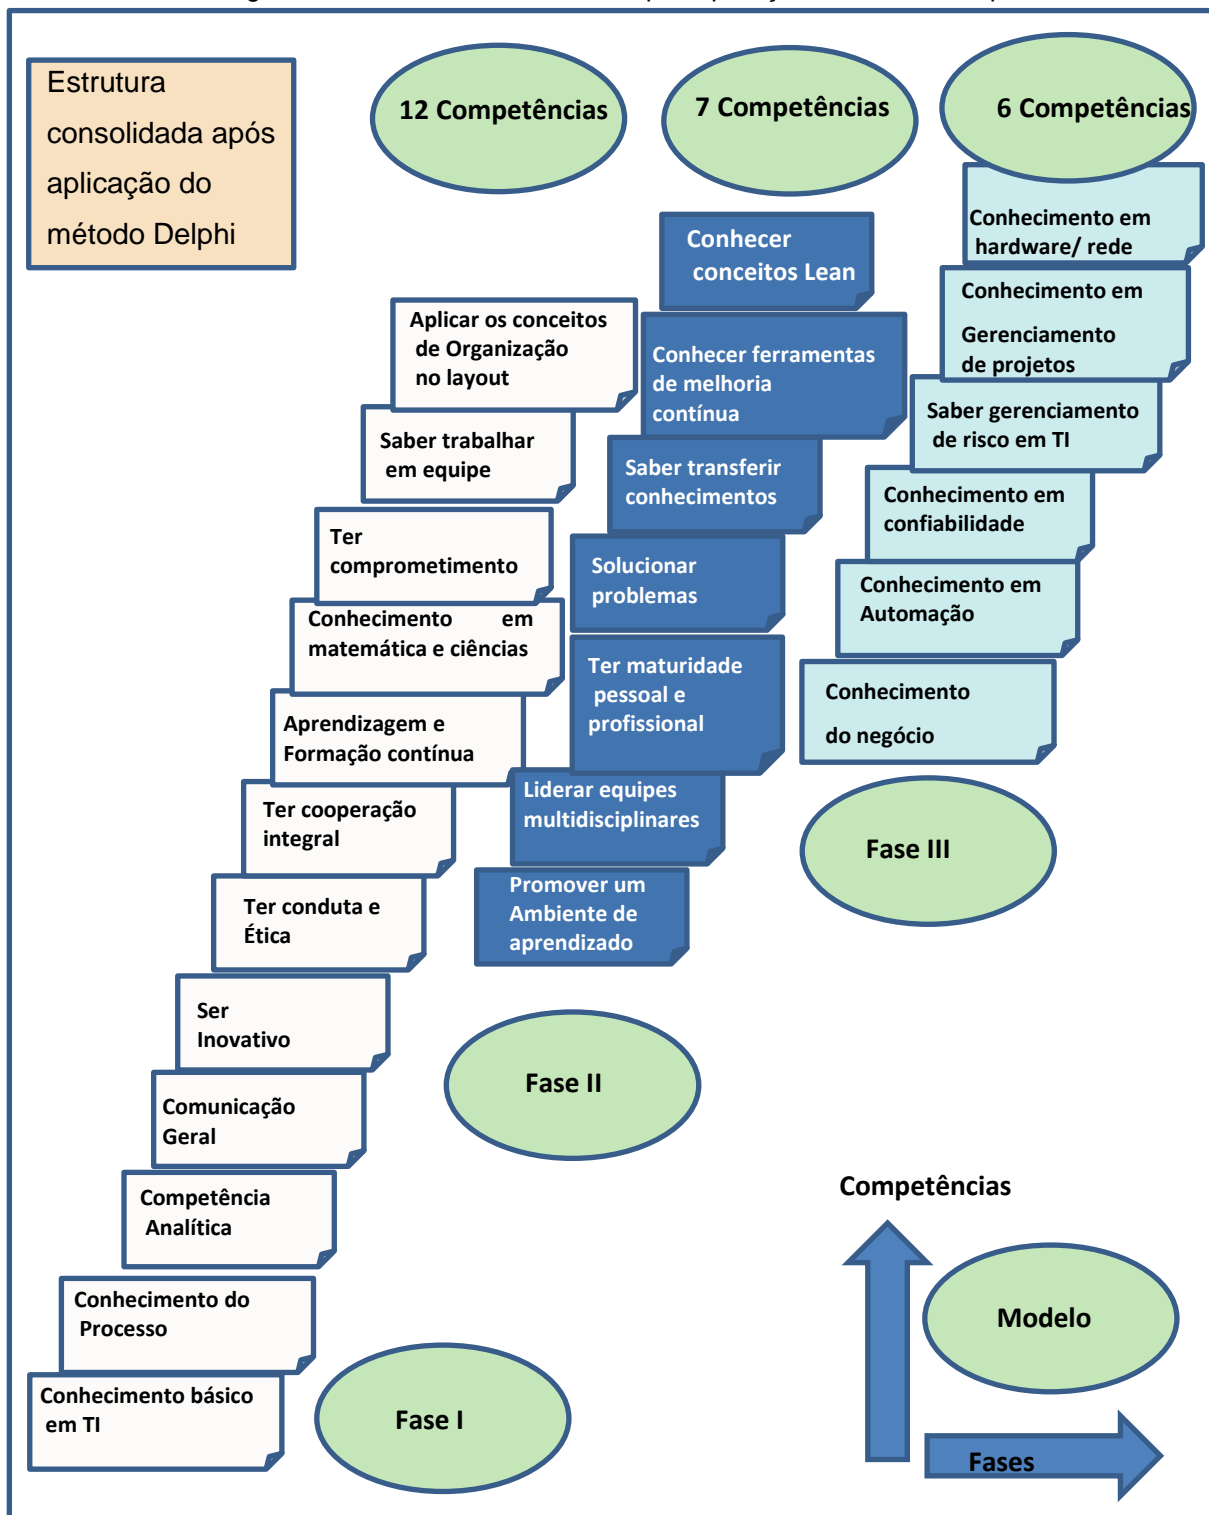 Estrutura
consolidada após
aplicação do
método Delphi
12 Competências
7 Competências
6 Competências
Aplicar os conceitos
de Organização
no layout
Saber trabalhar
em equipe
Ter
comprometimento
Conhecimento em
matemática e ciências
Aprendizagem e
Formação contínua
Ter cooperação
integral
Ter conduta e
Ética
Ser
Inovativo
Comunicação
Geral
Competência
Analítica
Conhecimento do
Processo
Conhecimento básico
em TI
Fase I
Conhecer
conceitos Lean
Conhecer ferramentas
de melhoria
contínua
Saber transferir
conhecimentos
Solucionar
problemas
Ter maturidade
pessoal e
profissional
Liderar equipes
multidisciplinares
Promover um
Ambiente de
aprendizado
Fase II
Conhecimento em
hardware/ rede
Conhecimento em
Gerenciamento
de projetos
Saber gerenciamento
de risco em TI
Conhecimento em
confiabilidade
Conhecimento em
Automação
Conhecimento
do negócio
Fase III
Competências
Modelo
Fases